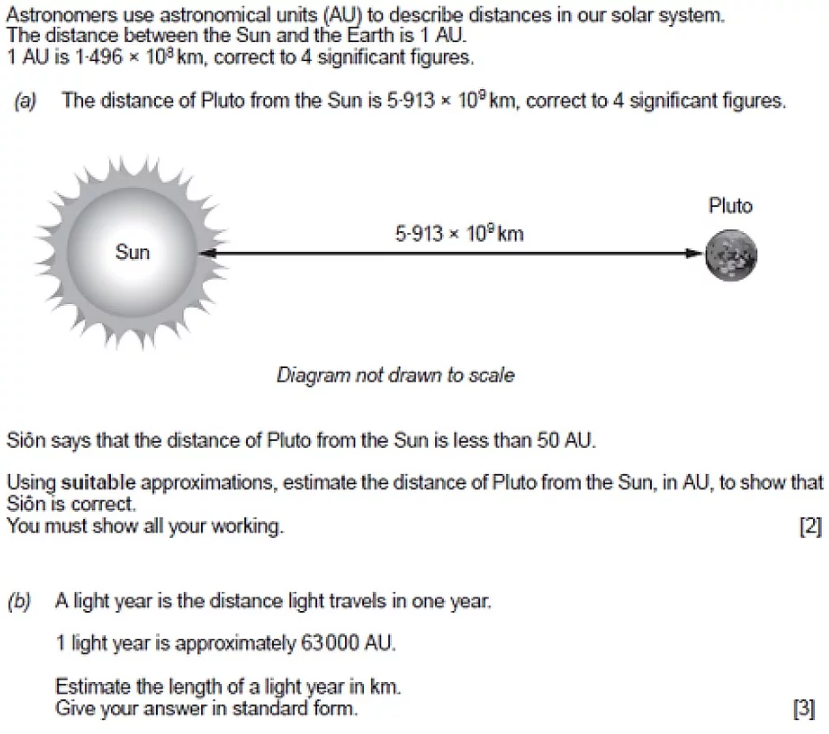 Astronomers use astronomical units (AU) to describe distances in our solar system.
The distance between the Sun and the Earth is 1 AU.
1 AU is 1·496 × 10⁸ km, correct to 4 significant figures.
(a) The distance of Pluto from the Sun is 5·913 × 10⁹ km, correct to 4 significant figures.
Pluto
5·913 × 10⁹ km
Sun
Diagram not drawn to scale
Siôn says that the distance of Pluto from the Sun is less than 50 AU.
Using suitable approximations, estimate the distance of Pluto from the Sun, in AU, to show that
Siôn is correct.
You must show all your working. [2]
(b) A light year is the distance light travels in one year.
1 light year is approximately 63 000 AU.
Estimate the length of a light year in km.
Give your answer in standard form. [3]